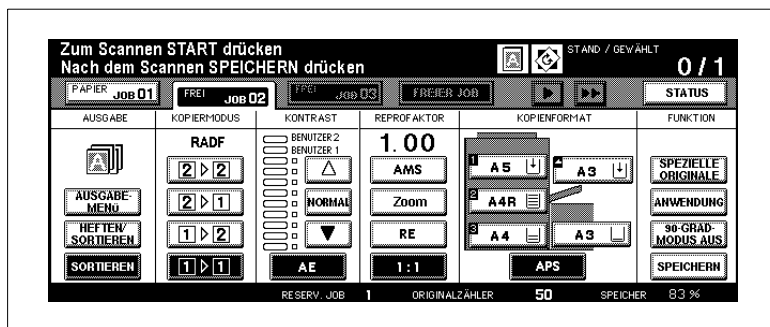 Zum Scannen START drücken
Nach dem Scannen SPEICHERN drücken
STAND / GEWÄHLT
0 / 1
PAPIER JOB 01
FREI JOB 02
FREI JOB 03
FREIER JOB
STATUS
AUSGABE
KOPIERMODUS
KONTRAST
REPROFAKTOR
KOPIENFORMAT
FUNKTION
A
RADF
2 2
2 1
1 2
1 1
BENUTZER 2
BENUTZER 1
NORMAL
AE
1.00
AMS
Zoom
RE
1:1
1 A5
A3
2 A4R
3 A4
A3
APS
AUSGABE-
MENÜ
HEFTEN/
SORTIEREN
SORTIEREN
SPEZIELLE
ORIGINALE
ANWENDUNG
90-GRAD-
MODUS AUS
SPEICHERN
RESERV. JOB 1 ORIGINALZÄHLER 50 SPEICHER 83 %